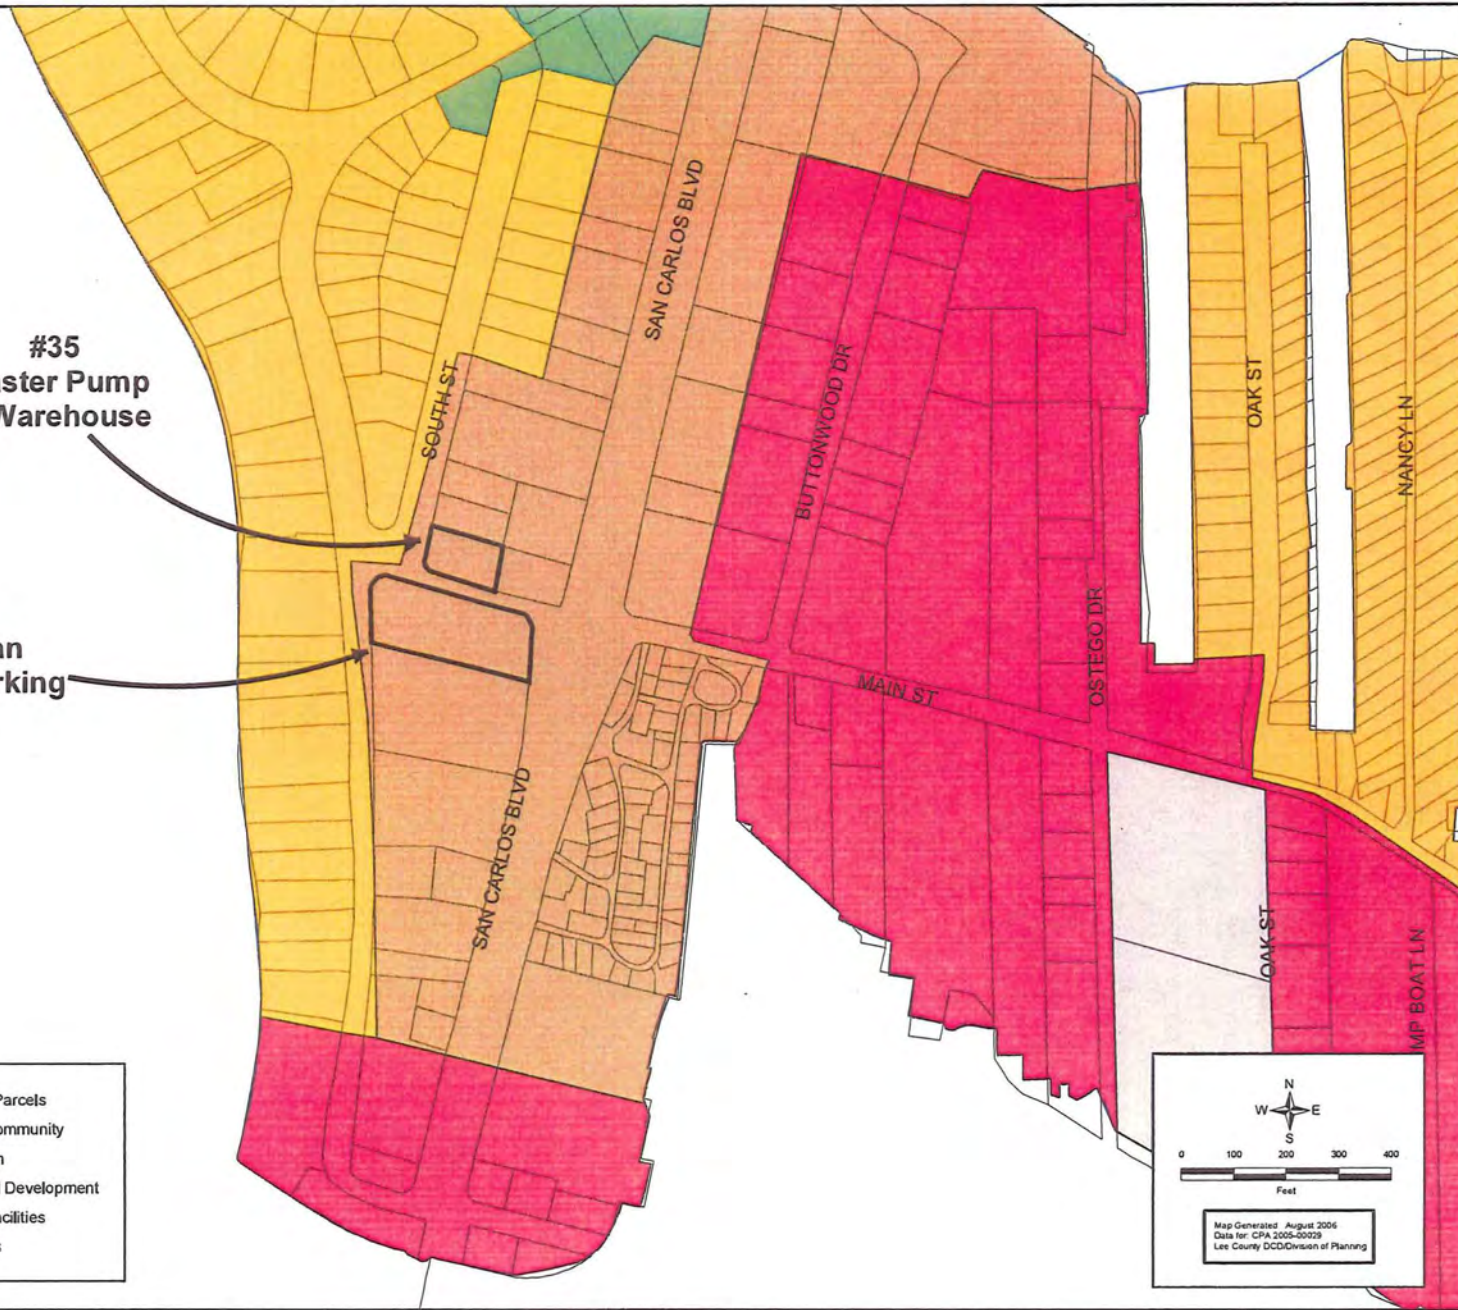 SAN CARLOS BLVD
#35
aster Pump
Warehouse
SOUTH ST
BUTTONWOOD DR
OAK ST
NANCY LN
an
rking
OSTEGO DR
MAIN ST
SAN CARLOS BLVD
OAK ST
MP BOAT LN
Parcels
ommunity
n
l Development
acilities
s
N
W E
S
0 100 200 300 400
Feet
Map Generated August 2006
Data for: CPA 2005-00029
Lee County DCD/Division of Planning